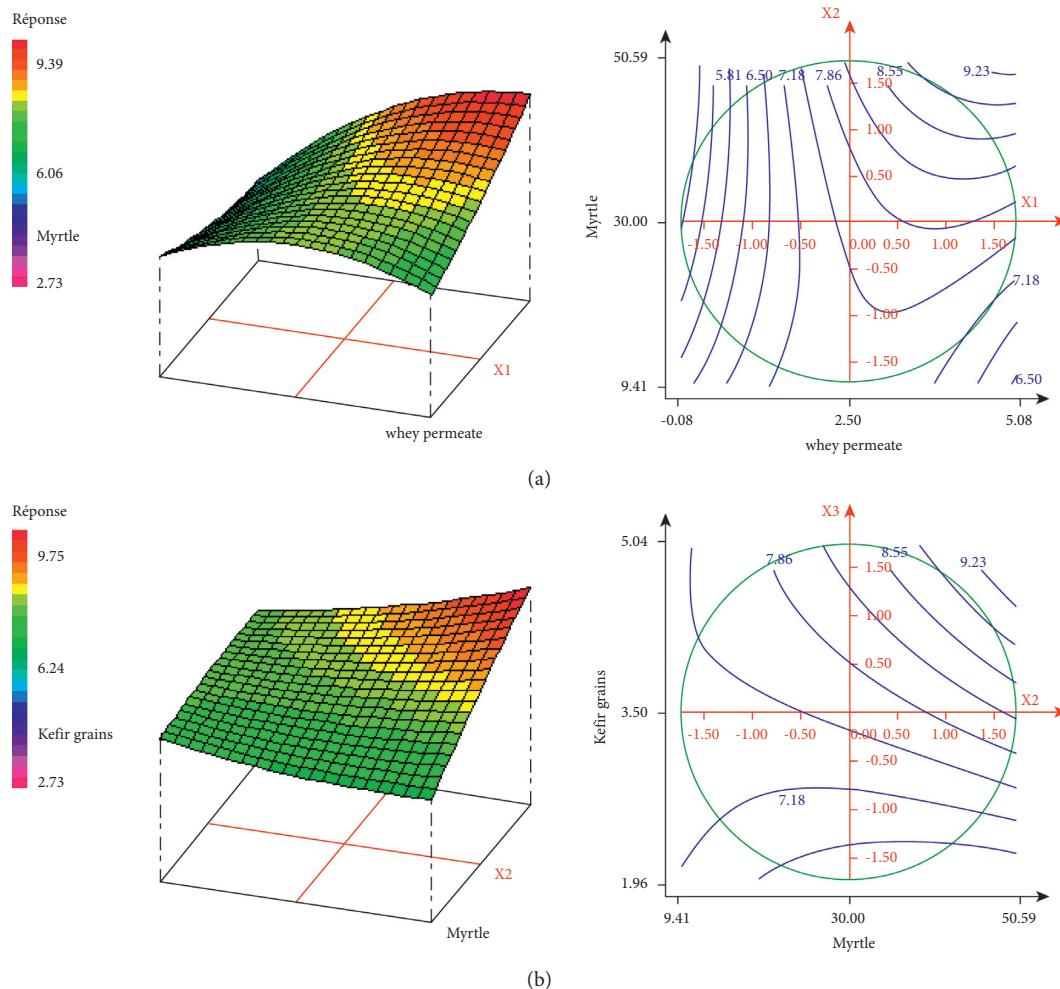 Réponse
9.39
6.06
Myrtle
2.73
X1
whey permeate
X2
50.59
5.81 6.50 7.18 7.86 8.55 9.23
1.50
1.00
0.50
X1
Myrtle
30.00
-1.50 -1.00 -0.50 0.00 0.50 1.00 1.50
-0.50
7.18
-1.00
-1.50
9.41
6.50
-0.08 2.50 5.08
whey permeate
(a)
Réponse
9.75
6.24
Kefir grains
2.73
X2
Myrtle
X3
5.04
7.86 8.55 9.23
1.50
1.00
0.50
X2
Kefir grains
3.50
-1.50 -1.00 -0.50 0.00 0.50 1.00 1.50
-0.50
7.18
-1.00
-1.50
1.96
9.41 30.00 50.59
Myrtle
(b)